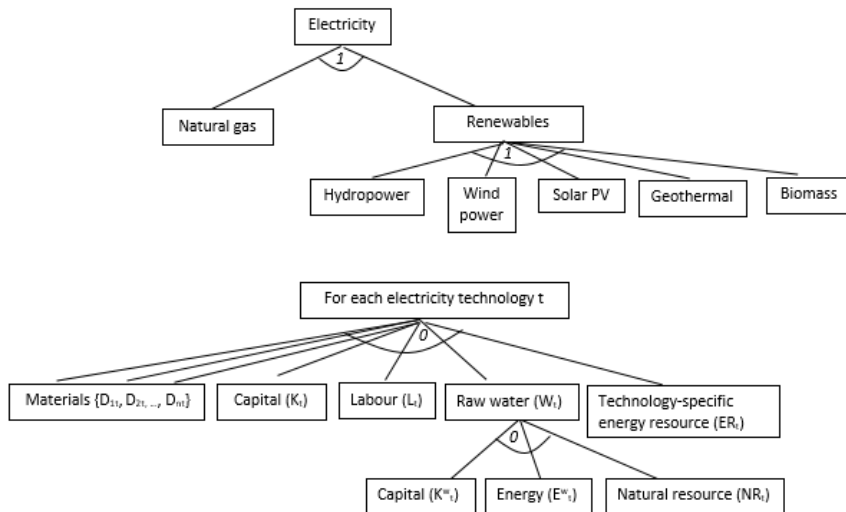 Electricity
1
Natural gas
Renewables
1
Hydropower
Wind
power
Solar PV
Geothermal
Biomass
For each electricity technology t
0
Materials {D₁ₜ, D₂ₜ, .., Dₙₜ}
Capital (Kₜ)
Labour (Lₜ)
Raw water (Wₜ)
Technology-specific
energy resource (ERₜ)
0
Capital (Kʷₜ)
Energy (Eʷₜ)
Natural resource (NRₜ)